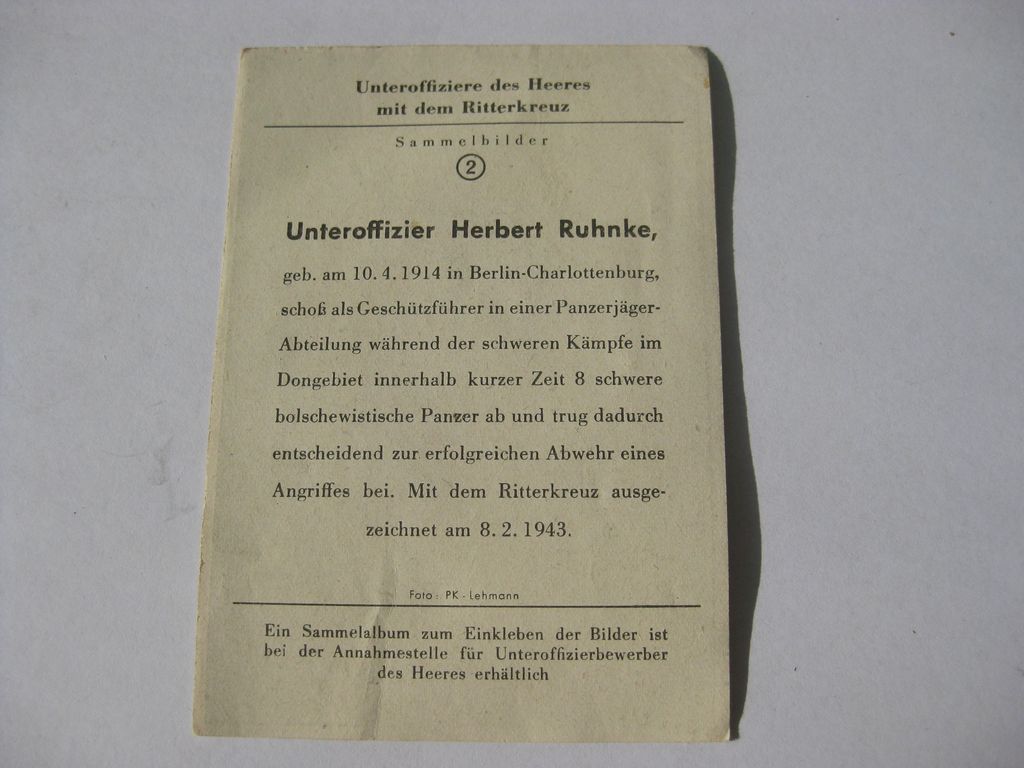 Unteroffiziere des Heeres
mit dem Ritterkreuz
Sammelbilder
2
Unteroffizier Herbert Ruhnke,
geb. am 10. 4. 1914 in Berlin-Charlottenburg,
schoß als Geschützführer in einer Panzerjäger-
Abteilung während der schweren Kämpfe im
Dongebiet innerhalb kurzer Zeit 8 schwere
bolschewistische Panzer ab und trug dadurch
entscheidend zur erfolgreichen Abwehr eines
Angriffes bei. Mit dem Ritterkreuz ausge-
zeichnet am 8. 2. 1943.
Foto: PK - Lehmann
Ein Sammelalbum zum Einkleben der Bilder ist
bei der Annahmestelle für Unteroffizierbewerber
des Heeres erhältlich